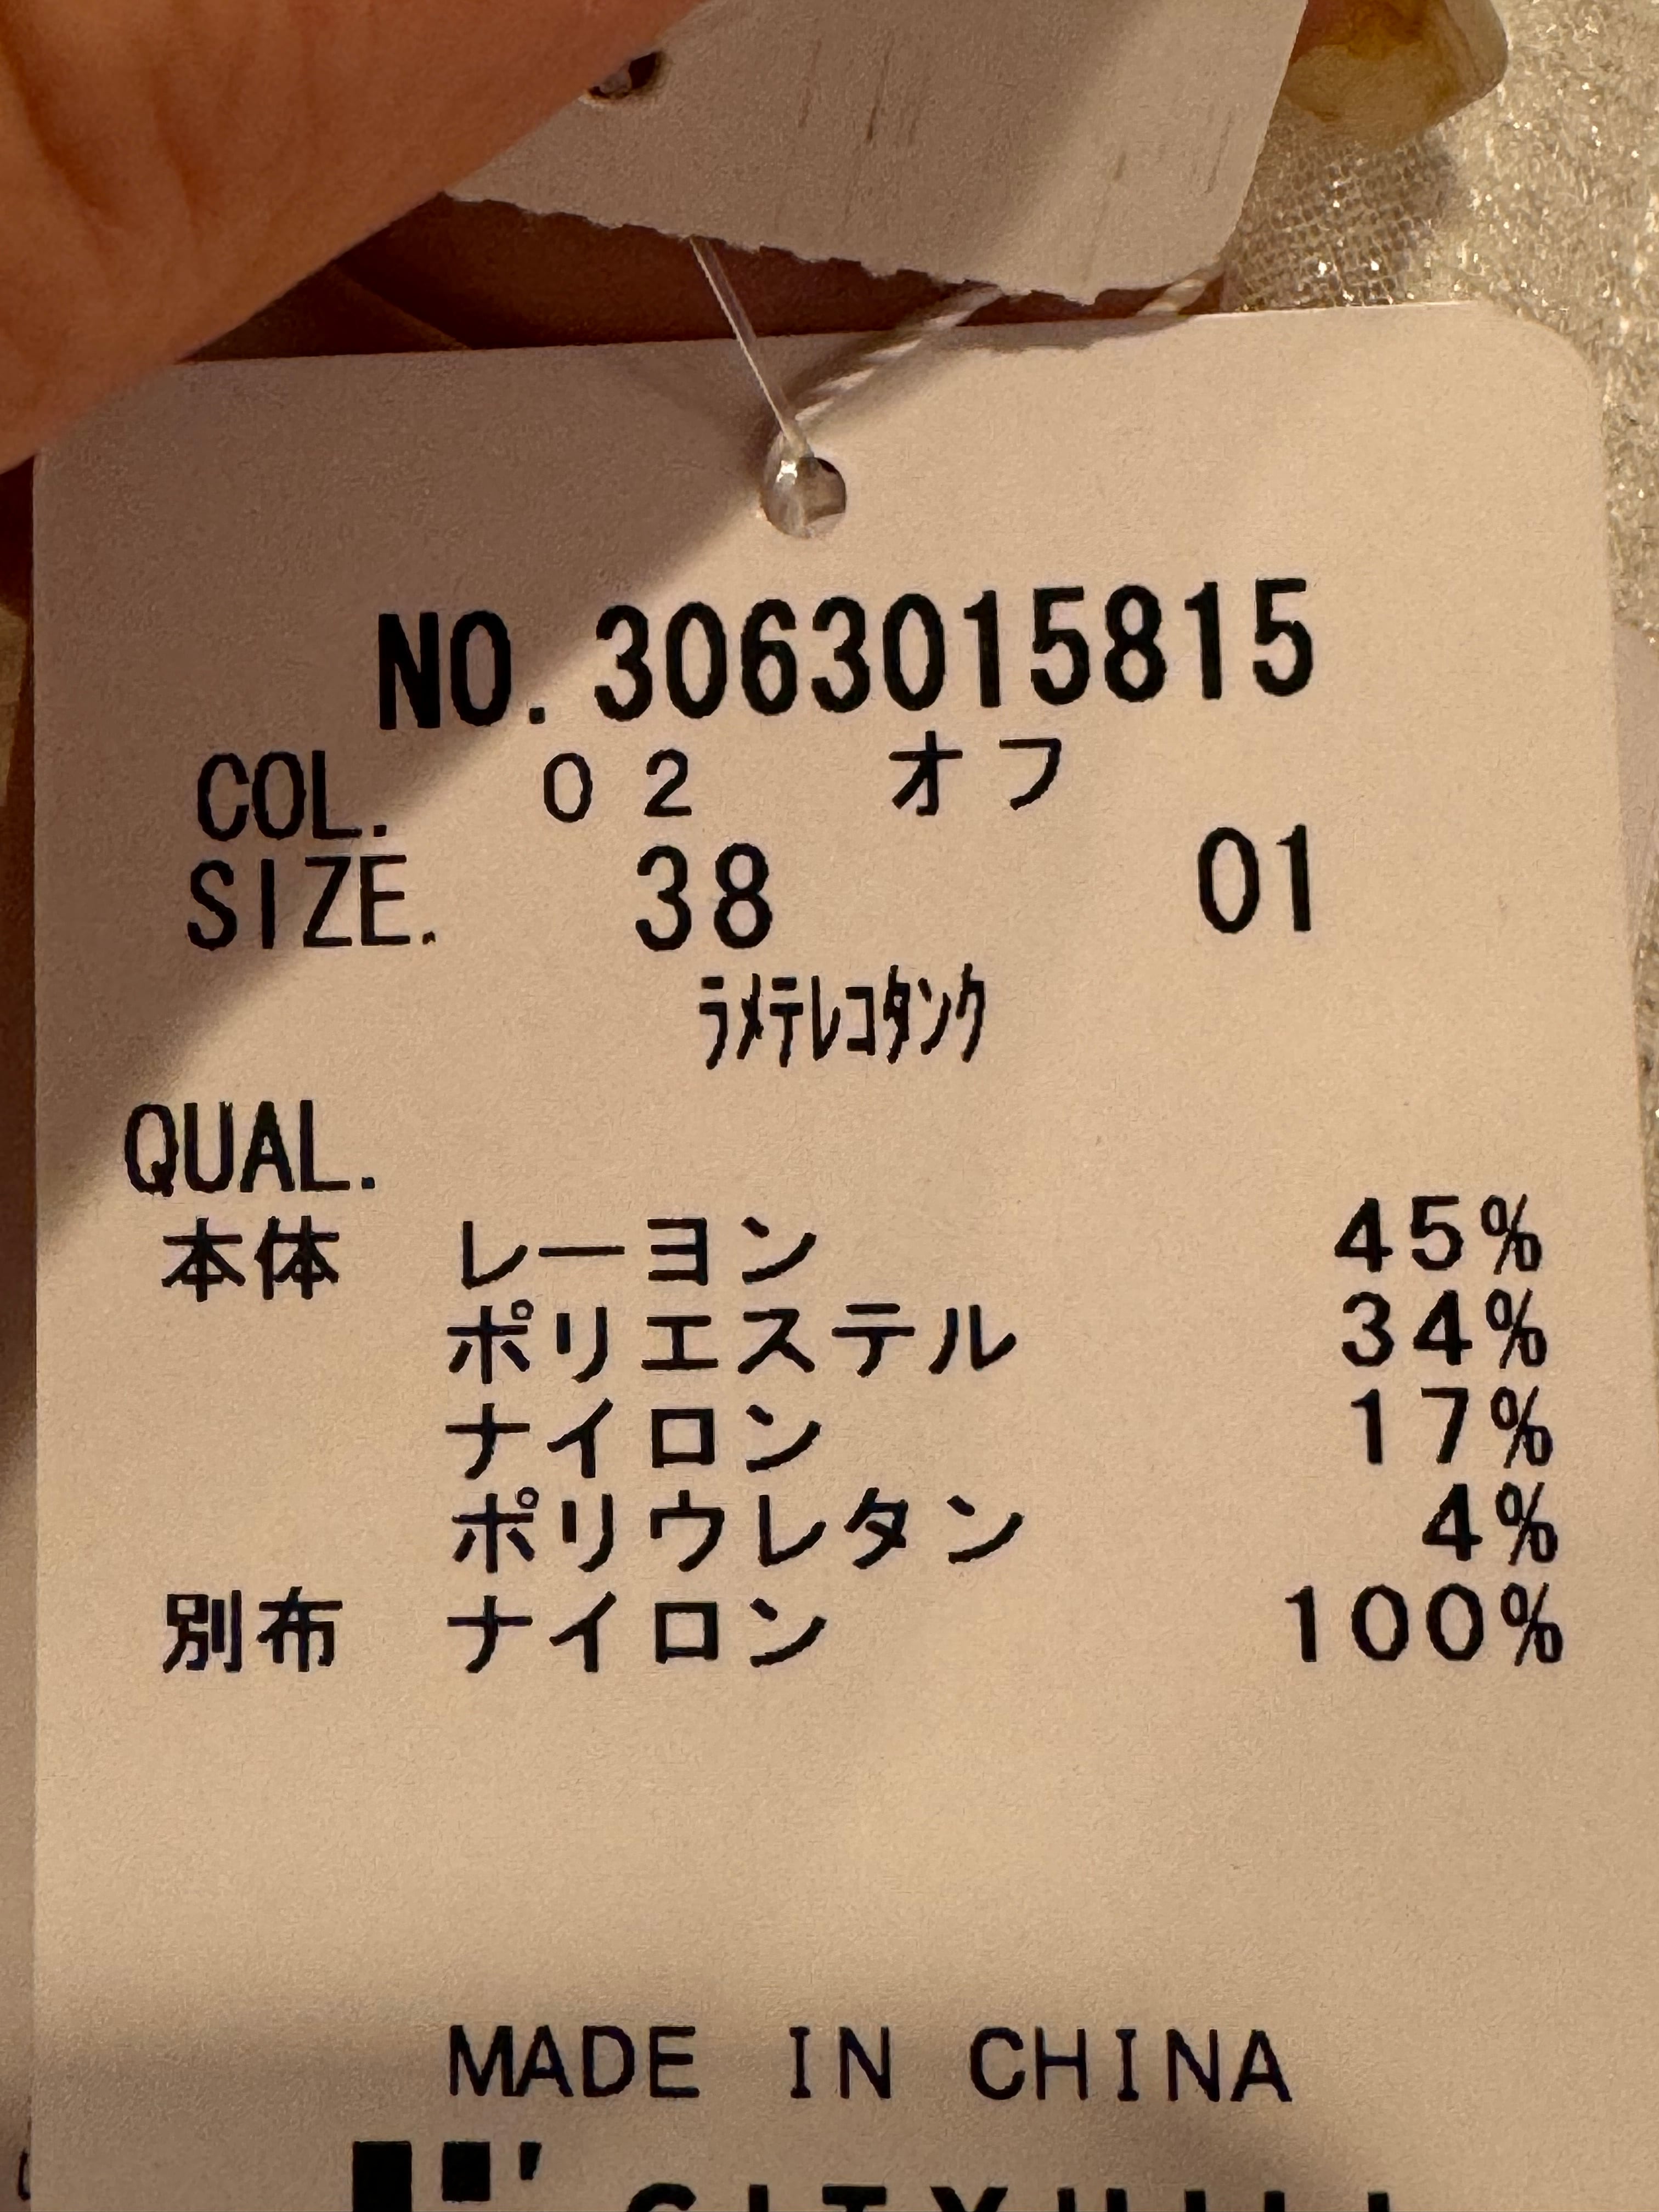 NO.3063015815
COL. 02 オフ
SIZE. 38 01
ﾗﾒﾃﾚｺﾀﾝｸ
QUAL.
本体 レーヨン 45%
ポリエステル 34%
ナイロン 17%
ポリウレタン 4%
別布 ナイロン 100%
MADE IN CHINA
CITYHILL